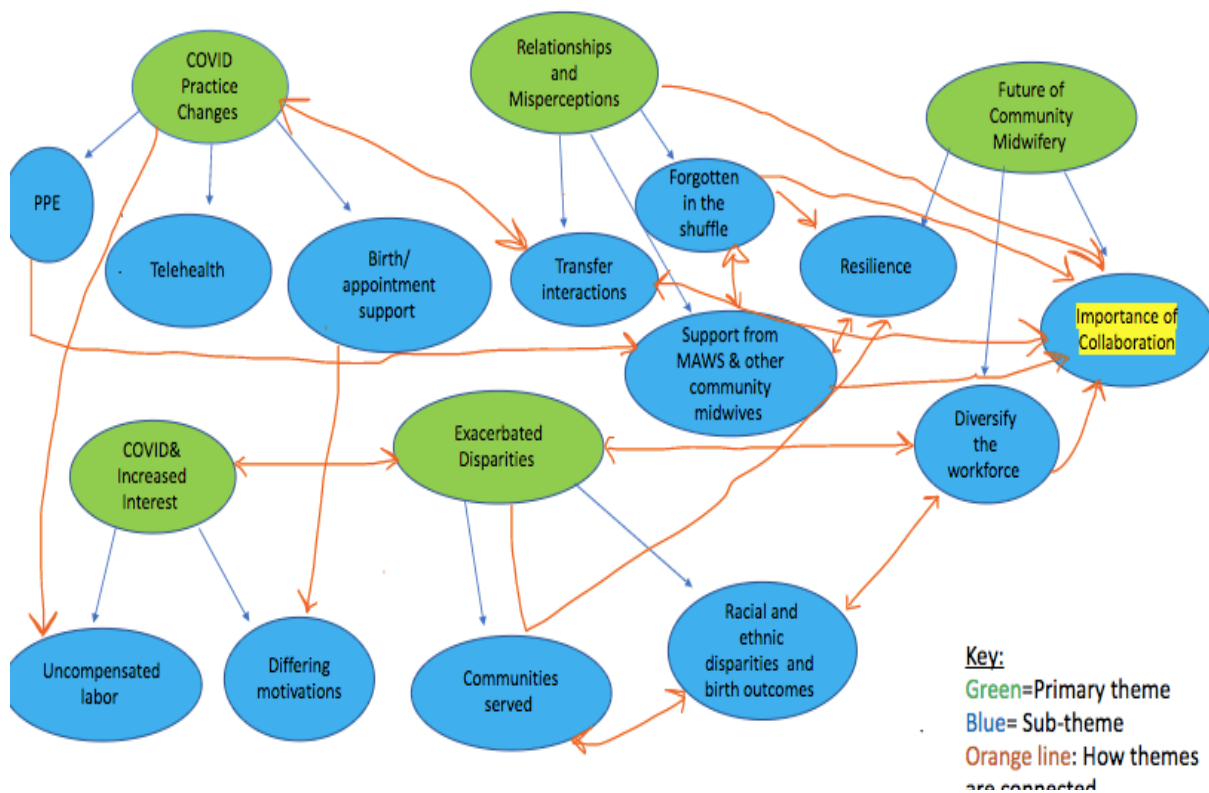 COVID
Practice
Changes
Relationships
and
Misperceptions
Future of
Community
Midwifery
PPE
Telehealth
Birth/
appointment
support
Transfer
interactions
Forgotten
in the
shuffle
Resilience
Importance of
Collaboration
Support from
MAWS & other
community
midwives
Diversify
the
workforce
COVID&
Increased
Interest
Exacerbated
Disparities
Uncompensated
labor
Differing
motivations
Communities
served
Racial and
ethnic
disparities and
birth outcomes
Key:
Green=Primary theme
Blue= Sub-theme
Orange line: How themes
are connected